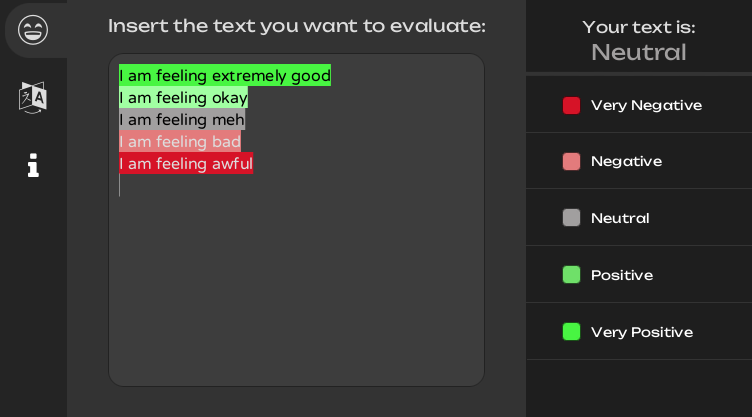 Insert the text you want to evaluate:
I am feeling extremely good
I am feeling okay
I am feeling meh
I am feeling bad
I am feeling awful
Your text is:
Neutral
Very Negative
Negative
Neutral
Positive
Very Positive